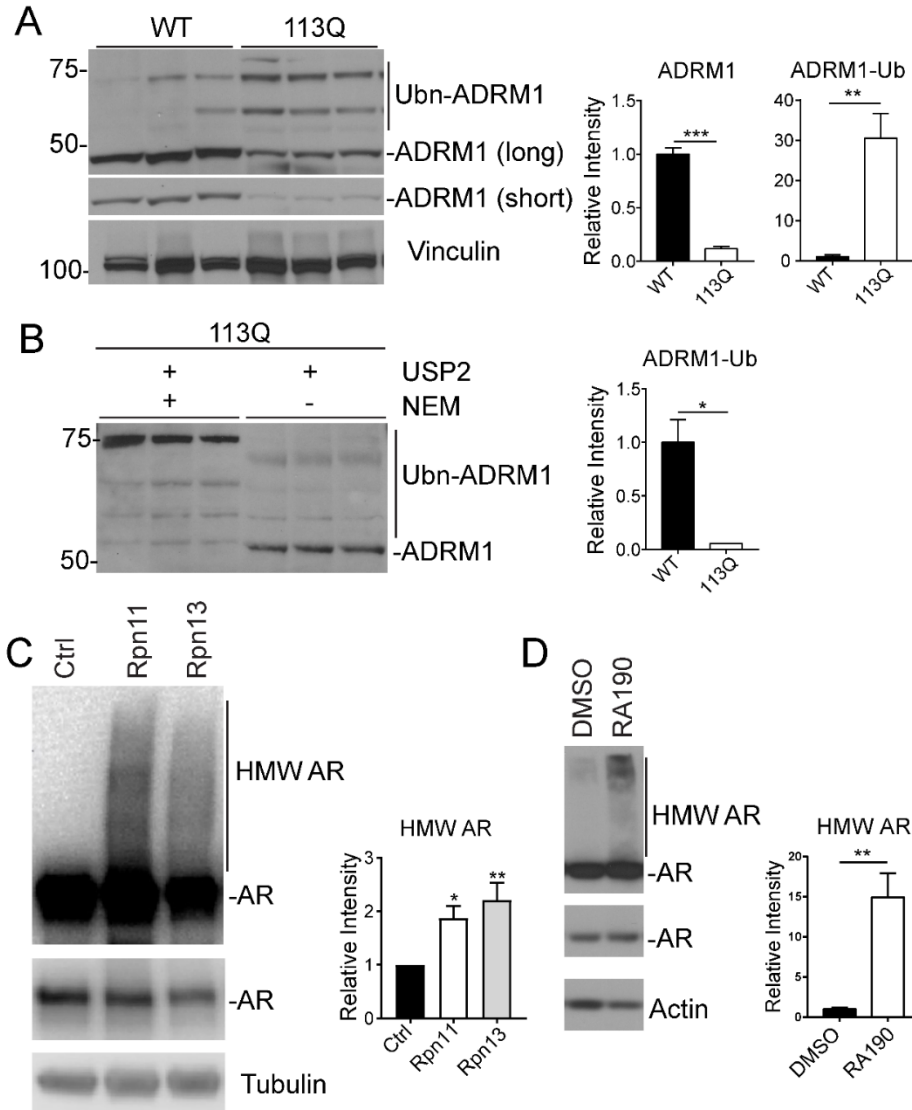 A
WT 113Q
75-
50-
100-
Ubn-ADRM1
-ADRM1 (long)
-ADRM1 (short)
Vinculin
ADRM1
Relative Intensity
1.5
1.0
0.5
0.0
***
WT
113Q
ADRM1-Ub
40
30
20
10
0
**
WT
113Q
B
113Q
+ + USP2
+ - NEM
75-
50-
Ubn-ADRM1
-ADRM1
ADRM1-Ub
Relative Intensity
1.5
1.0
0.5
0.0
*
WT
113Q
C
Ctrl
Rpn11
Rpn13
HMW AR
-AR
-AR
Tubulin
HMW AR
Relative Intensity
3
2
1
0
*
**
Ctrl
Rpn11
Rpn13
D
DMSO
RA190
HMW AR
-AR
-AR
Actin
HMW AR
Relative Intensity
20
15
10
5
0
**
DMSO
RA190